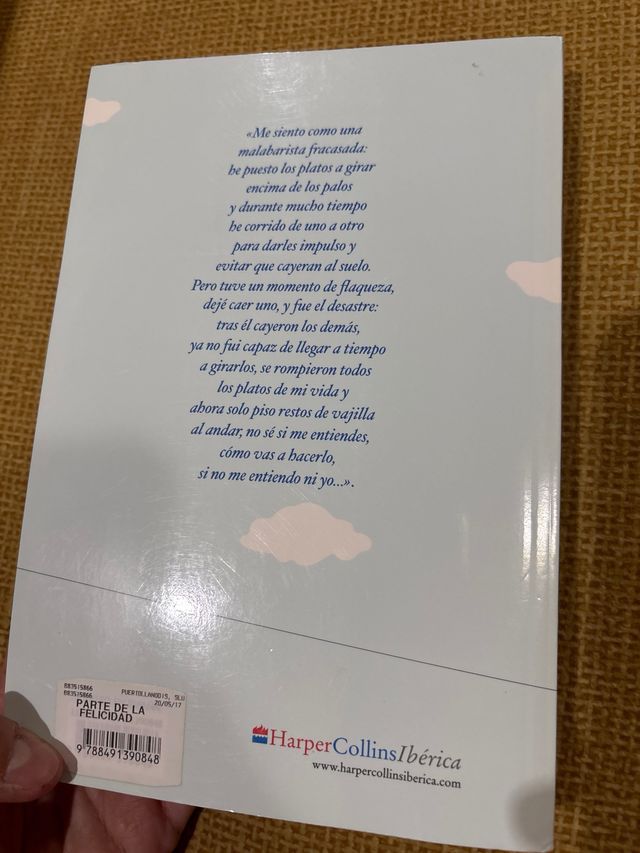 «Me siento como una
malabarista fracasada:
he puesto los platos a girar
encima de los palos
y durante mucho tiempo
he corrido de uno a otro
para darles impulso y
evitar que cayeran al suelo.
Pero tuve un momento de flaqueza,
dejé caer uno, y fue el desastre:
tras él cayeron los demás,
ya no fui capaz de llegar a tiempo
a girarlos, se rompieron todos
los platos de mi vida y
ahora solo piso restos de vajilla
al andar, no sé si me entiendes,
cómo vas a hacerlo,
si no me entiendo ni yo...».
883515866 PUERTOLLANODIS, SLU
883515866 20/05/17
PARTE DE LA
FELICIDAD
9 788491 390848
HarperCollinsIbérica
www.harpercollinsiberica.com